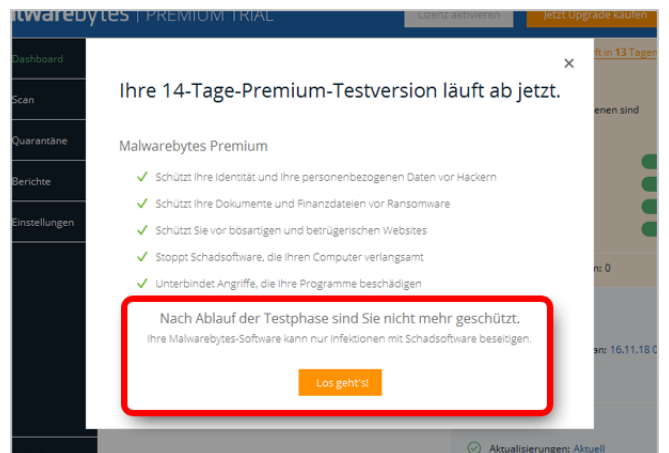 PREMIUM TRIAL
Lizenz aktivieren
Jetzt Upgrade kaufen
Dashboard
Scan
Quarantäne
Berichte
Einstellungen
ft in 13 Tagen
enen sind
Ihre 14-Tage-Premium-Testversion läuft ab jetzt.
Malwarebytes Premium
Schützt Ihre Identität und Ihre personenbezogenen Daten vor Hackern
Schützt Ihre Dokumente und Finanzdateien vor Ransomware
Schützt Sie vor bösartigen und betrügerischen Websites
Stoppt Schadsoftware, die Ihren Computer verlangsamt
Unterbindet Angriffe, die Ihre Programme beschädigen
n: 0
Nach Ablauf der Testphase sind Sie nicht mehr geschützt.
Ihre Malwarebytes-Software kann nur Infektionen mit Schadsoftware beseitigen.
an: 16.11.18
Los geht's!
Aktualisierungen: Aktuell